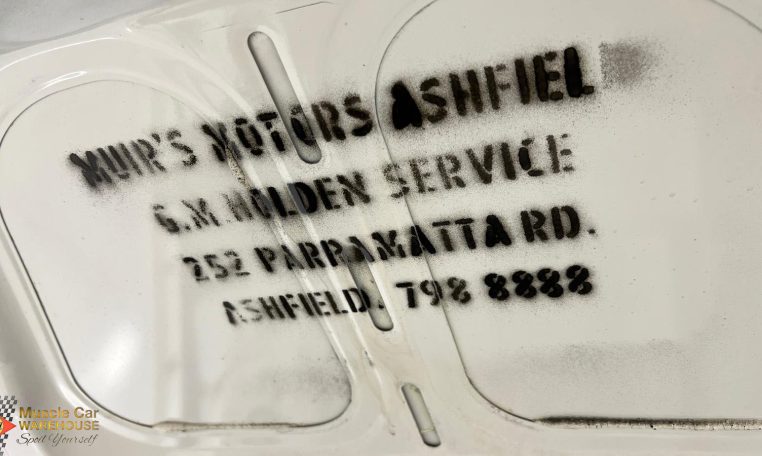 MUIR'S MOTORS ASHFIEL
G.M.HOLDEN SERVICE
252 PARRAMATTA RD.
ASHFIELD. 798 8888
Muscle Car
WAREHOUSE
Spoil Yourself